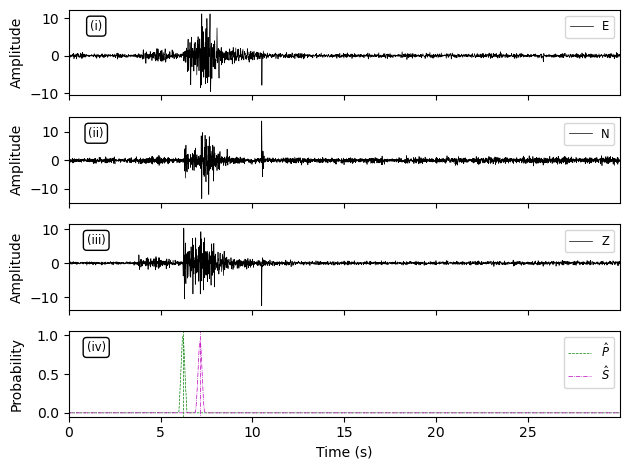 Amplitude
10
0
−10
(i)
E
Amplitude
10
0
−10
(ii)
N
Amplitude
10
0
−10
(iii)
Z
Probability
1.0
0.5
0.0
(iv)
P̂
Ŝ
0 5 10 15 20 25
Time (s)